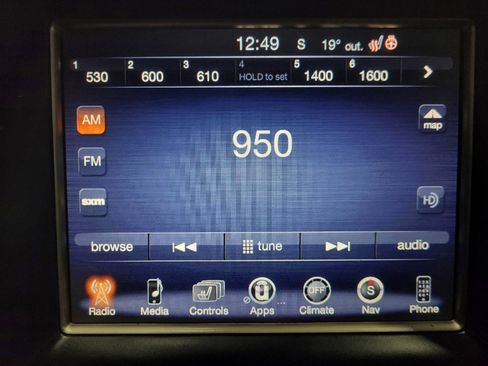 12:49 S 19° out.
1 530 2 600 3 610 4 HOLD to set 5 1400 6 1600
AM
950
map
FM
sxm
HD
browse tune audio
Radio Media Controls Apps ... OFF Climate S Nav Phone